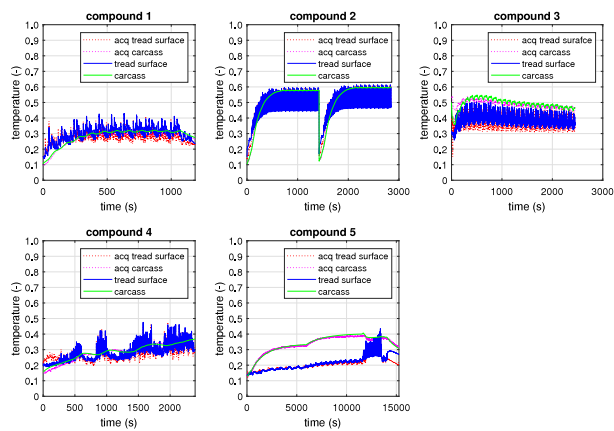 compound 1
temperature (-)
1.0
0.9
0.8
0.7
0.6
0.5
0.4
0.3
0.2
0.1
0
acq tread surface
acq carcass
tread surface
carcass
0 500 1000
time (s)
compound 2
temperature (-)
1.0
0.9
0.8
0.7
0.6
0.5
0.4
0.3
0.2
0.1
0
acq tread surface
acq carcass
tread surface
carcass
0 1000 2000 3000
time (s)
compound 3
temperature (-)
1.0
0.9
0.8
0.7
0.6
0.5
0.4
0.3
0.2
0.1
0
acq tread surafce
acq carcass
tread surface
carcass
0 1000 2000 3000
time (s)
compound 4
temperature (-)
1.0
0.9
0.8
0.7
0.6
0.5
0.4
0.3
0.2
0.1
0
acq tread surface
acq carcass
tread surface
carcass
0 500 1000 1500 2000
time (s)
compound 5
temperature (-)
1.0
0.9
0.8
0.7
0.6
0.5
0.4
0.3
0.2
0.1
0
acq tread surface
acq carcass
tread surface
carcass
0 5000 10000 15000
time (s)